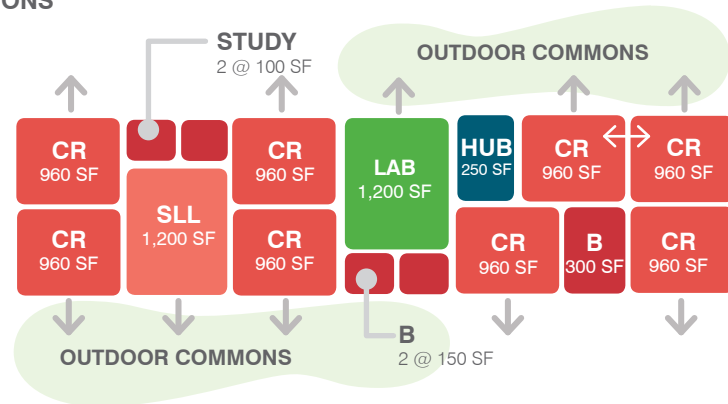 ONS
STUDY
2 @ 100 SF
OUTDOOR COMMONS
CR
960 SF
CR
960 SF
LAB
1,200 SF
HUB
250 SF
CR
960 SF
CR
960 SF
SLL
1,200 SF
CR
960 SF
CR
960 SF
CR
960 SF
B
300 SF
CR
960 SF
OUTDOOR COMMONS
B
2 @ 150 SF